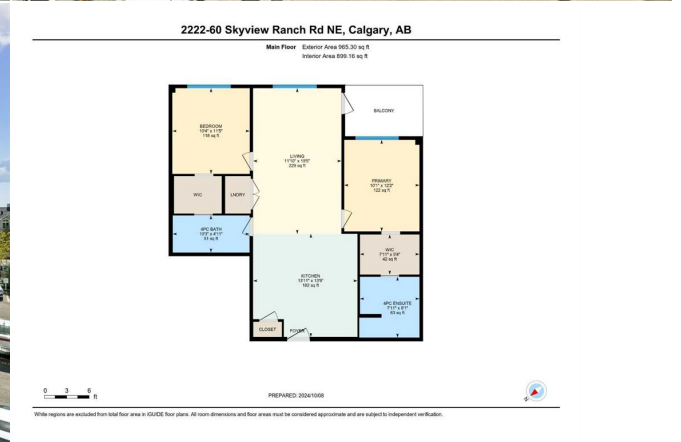 2222-60 Skyview Ranch Rd NE, Calgary, AB
Main Floor Exterior Area 965.30 sq ft
Interior Area 899.16 sq ft
BALCONY
BEDROOM
10'4" x 11'5"
118 sq ft
LIVING
11'10" x 19'5"
229 sq ft
PRIMARY
10'1" x 12'2"
122 sq ft
WIC
LNDRY
4PC BATH
10'3" x 4'11"
51 sq ft
WIC
7'11" x 5'4"
42 sq ft
KITCHEN
13'11" x 13'9"
192 sq ft
4PC ENSUITE
7'11" x 8'1"
63 sq ft
CLOSET
FOYER
0 3 6
ft
PREPARED: 2024/10/08
N
White regions are excluded from total floor area in iGUIDE floor plans. All room dimensions and floor areas must be considered approximate and are subject to independent verification.